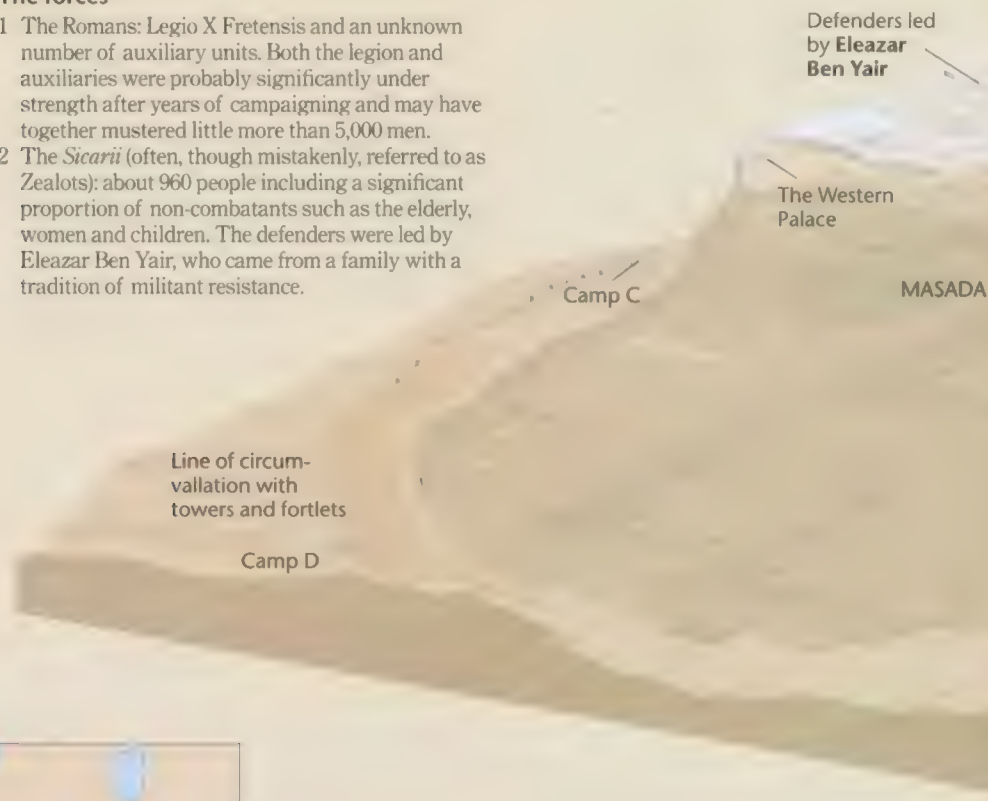 The forces
1 The Romans: Legio X Fretensis and an unknown
number of auxiliary units. Both the legion and
auxiliaries were probably significantly under
strength after years of campaigning and may have
together mustered little more than 5,000 men.
2 The Sicarii (often, though mistakenly, referred to as
Zealots): about 960 people including a significant
proportion of non-combatants such as the elderly,
women and children. The defenders were led by
Eleazar Ben Yair, who came from a family with a
tradition of militant resistance.
Defenders led
by Eleazar
Ben Yair
The Western
Palace
Camp C
MASADA
Line of circum-
vallation with
towers and fortlets
Camp D